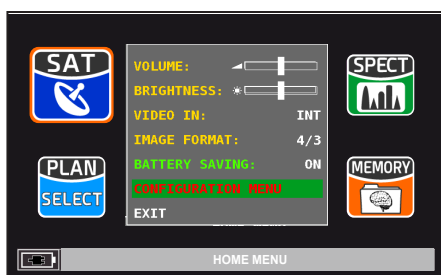 SAT
SPECT
VOLUME:
BRIGHTNESS:
VIDEO IN: INT
IMAGE FORMAT: 4/3
BATTERY SAVING: ON
CONFIGURATION MENU
EXIT
PLAN
SELECT
MEMORY
HOME MENU